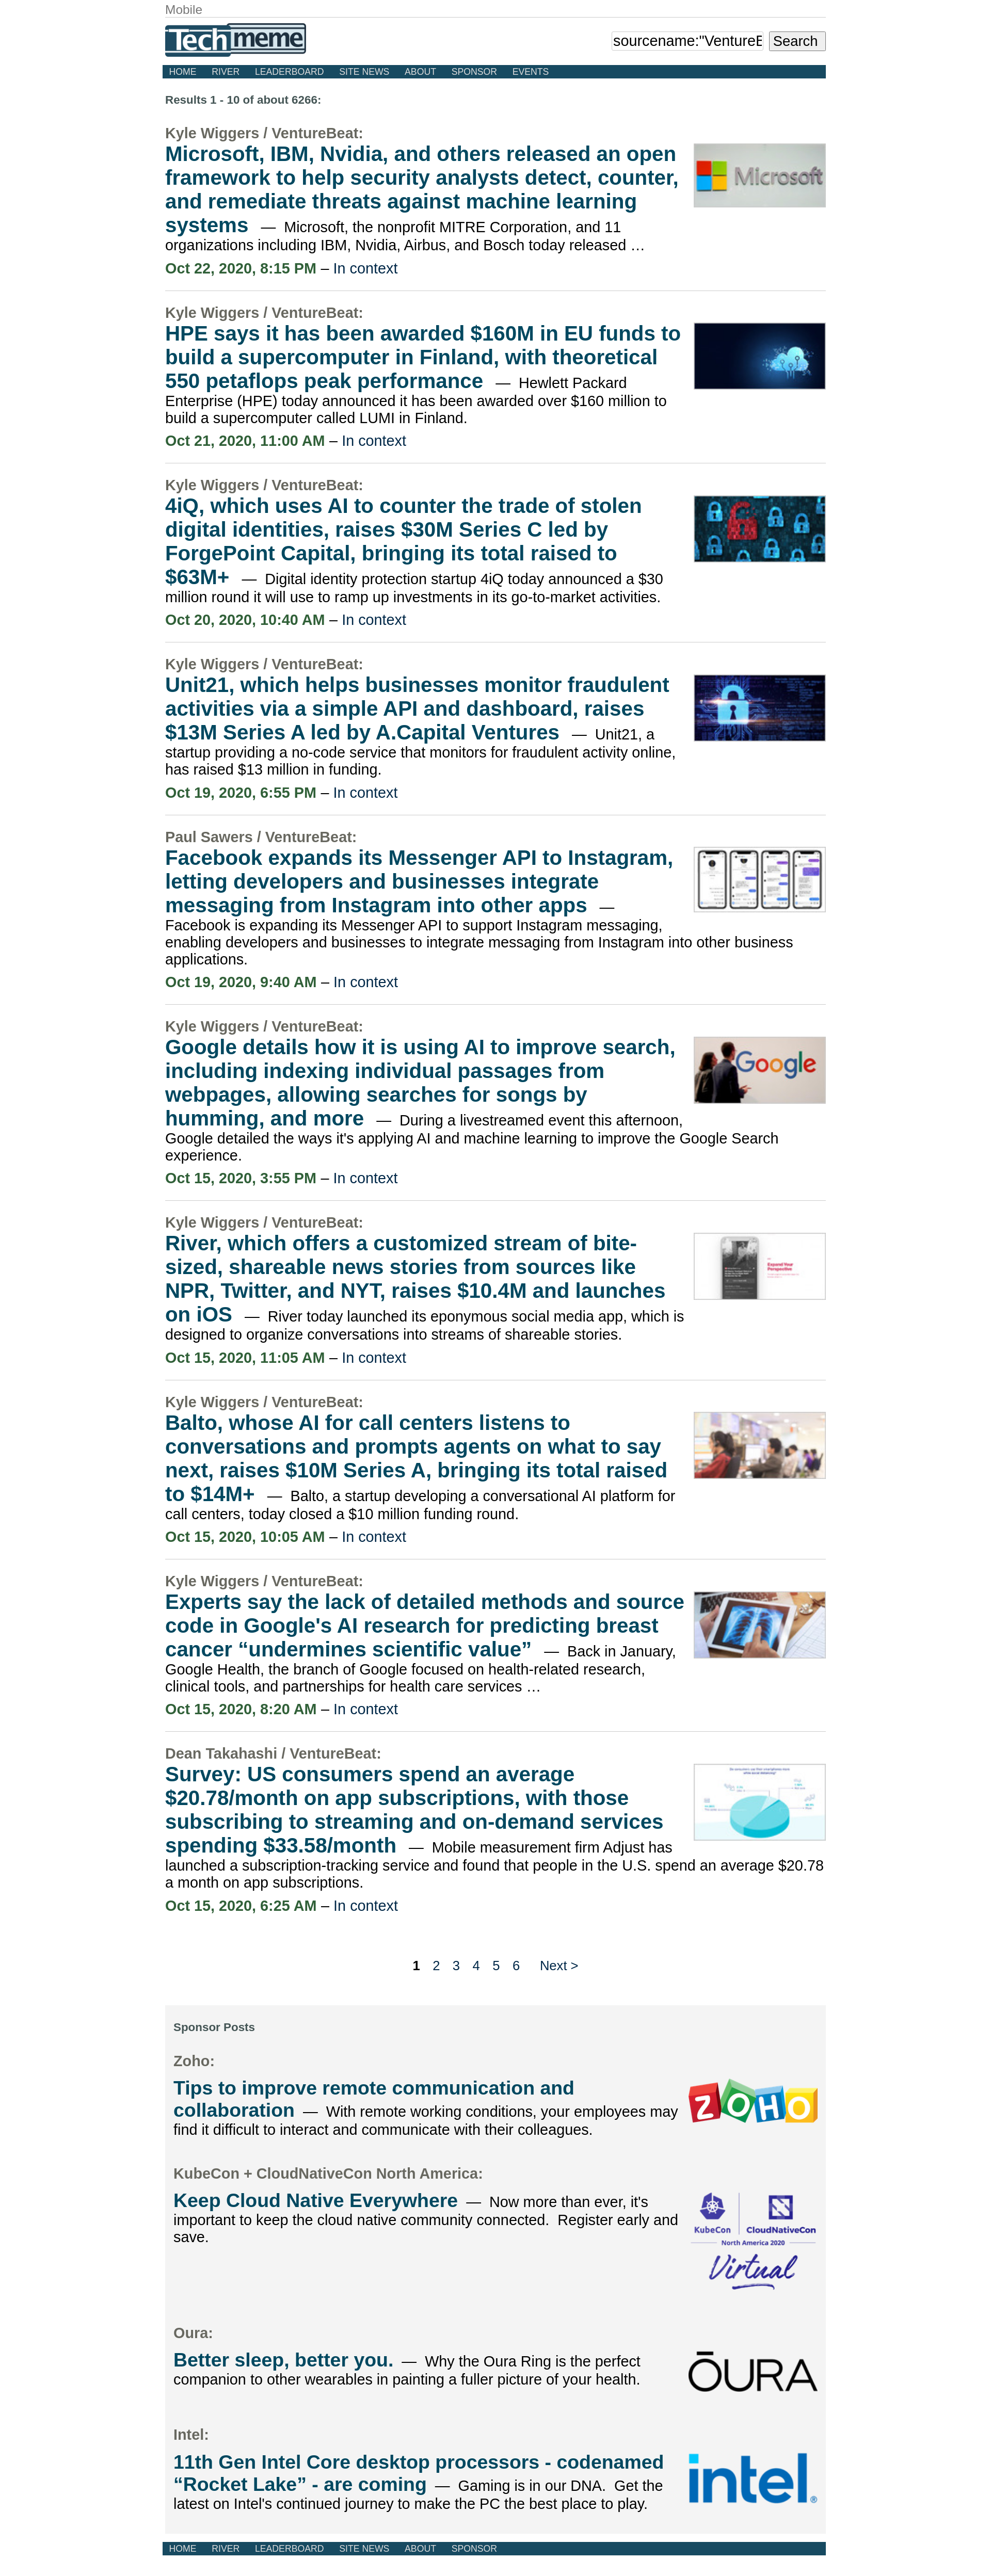 Mobile
Techmeme
sourcename:"VentureB
Search
HOME RIVER LEADERBOARD SITE NEWS ABOUT SPONSOR EVENTS
Results 1 - 10 of about 6266:
Kyle Wiggers / VentureBeat:
Microsoft, IBM, Nvidia, and others released an open
framework to help security analysts detect, counter,
and remediate threats against machine learning
systems — Microsoft, the nonprofit MITRE Corporation, and 11
organizations including IBM, Nvidia, Airbus, and Bosch today released …
Microsoft
Oct 22, 2020, 8:15 PM – In context
Kyle Wiggers / VentureBeat:
HPE says it has been awarded $160M in EU funds to
build a supercomputer in Finland, with theoretical
550 petaflops peak performance — Hewlett Packard
Enterprise (HPE) today announced it has been awarded over $160 million to
build a supercomputer called LUMI in Finland.
Oct 21, 2020, 11:00 AM – In context
Kyle Wiggers / VentureBeat:
4iQ, which uses AI to counter the trade of stolen
digital identities, raises $30M Series C led by
ForgePoint Capital, bringing its total raised to
$63M+ — Digital identity protection startup 4iQ today announced a $30
million round it will use to ramp up investments in its go-to-market activities.
Oct 20, 2020, 10:40 AM – In context
Kyle Wiggers / VentureBeat:
Unit21, which helps businesses monitor fraudulent
activities via a simple API and dashboard, raises
$13M Series A led by A.Capital Ventures — Unit21, a
startup providing a no-code service that monitors for fraudulent activity online,
has raised $13 million in funding.
Oct 19, 2020, 6:55 PM – In context
Paul Sawers / VentureBeat:
Facebook expands its Messenger API to Instagram,
letting developers and businesses integrate
messaging from Instagram into other apps —
Facebook is expanding its Messenger API to support Instagram messaging,
enabling developers and businesses to integrate messaging from Instagram into other business
applications.
Oct 19, 2020, 9:40 AM – In context
Kyle Wiggers / VentureBeat:
Google details how it is using AI to improve search,
including indexing individual passages from
webpages, allowing searches for songs by
humming, and more — During a livestreamed event this afternoon,
Google detailed the ways it's applying AI and machine learning to improve the Google Search
experience.
Google
Oct 15, 2020, 3:55 PM – In context
Kyle Wiggers / VentureBeat:
River, which offers a customized stream of bite-
sized, shareable news stories from sources like
NPR, Twitter, and NYT, raises $10.4M and launches
on iOS — River today launched its eponymous social media app, which is
designed to organize conversations into streams of shareable stories.
Expand Your
Perspective
Oct 15, 2020, 11:05 AM – In context
Kyle Wiggers / VentureBeat:
Balto, whose AI for call centers listens to
conversations and prompts agents on what to say
next, raises $10M Series A, bringing its total raised
to $14M+ — Balto, a startup developing a conversational AI platform for
call centers, today closed a $10 million funding round.
Oct 15, 2020, 10:05 AM – In context
Kyle Wiggers / VentureBeat:
Experts say the lack of detailed methods and source
code in Google's AI research for predicting breast
cancer “undermines scientific value” — Back in January,
Google Health, the branch of Google focused on health-related research,
clinical tools, and partnerships for health care services …
Oct 15, 2020, 8:20 AM – In context
Dean Takahashi / VentureBeat:
Survey: US consumers spend an average
$20.78/month on app subscriptions, with those
subscribing to streaming and on-demand services
spending $33.58/month — Mobile measurement firm Adjust has
launched a subscription-tracking service and found that people in the U.S. spend an average $20.78
a month on app subscriptions.
Oct 15, 2020, 6:25 AM – In context
1 2 3 4 5 6 Next >
Sponsor Posts
Zoho:
Tips to improve remote communication and
collaboration — With remote working conditions, your employees may
find it difficult to interact and communicate with their colleagues.
ZOHO
KubeCon + CloudNativeCon North America:
Keep Cloud Native Everywhere — Now more than ever, it's
important to keep the cloud native community connected. Register early and
save.
KubeCon CloudNativeCon
North America 2020
Virtual
Oura:
Better sleep, better you. — Why the Oura Ring is the perfect
companion to other wearables in painting a fuller picture of your health.
ŌURA
Intel:
11th Gen Intel Core desktop processors - codenamed
“Rocket Lake” - are coming — Gaming is in our DNA. Get the
latest on Intel's continued journey to make the PC the best place to play.
intel®
HOME RIVER LEADERBOARD SITE NEWS ABOUT SPONSOR